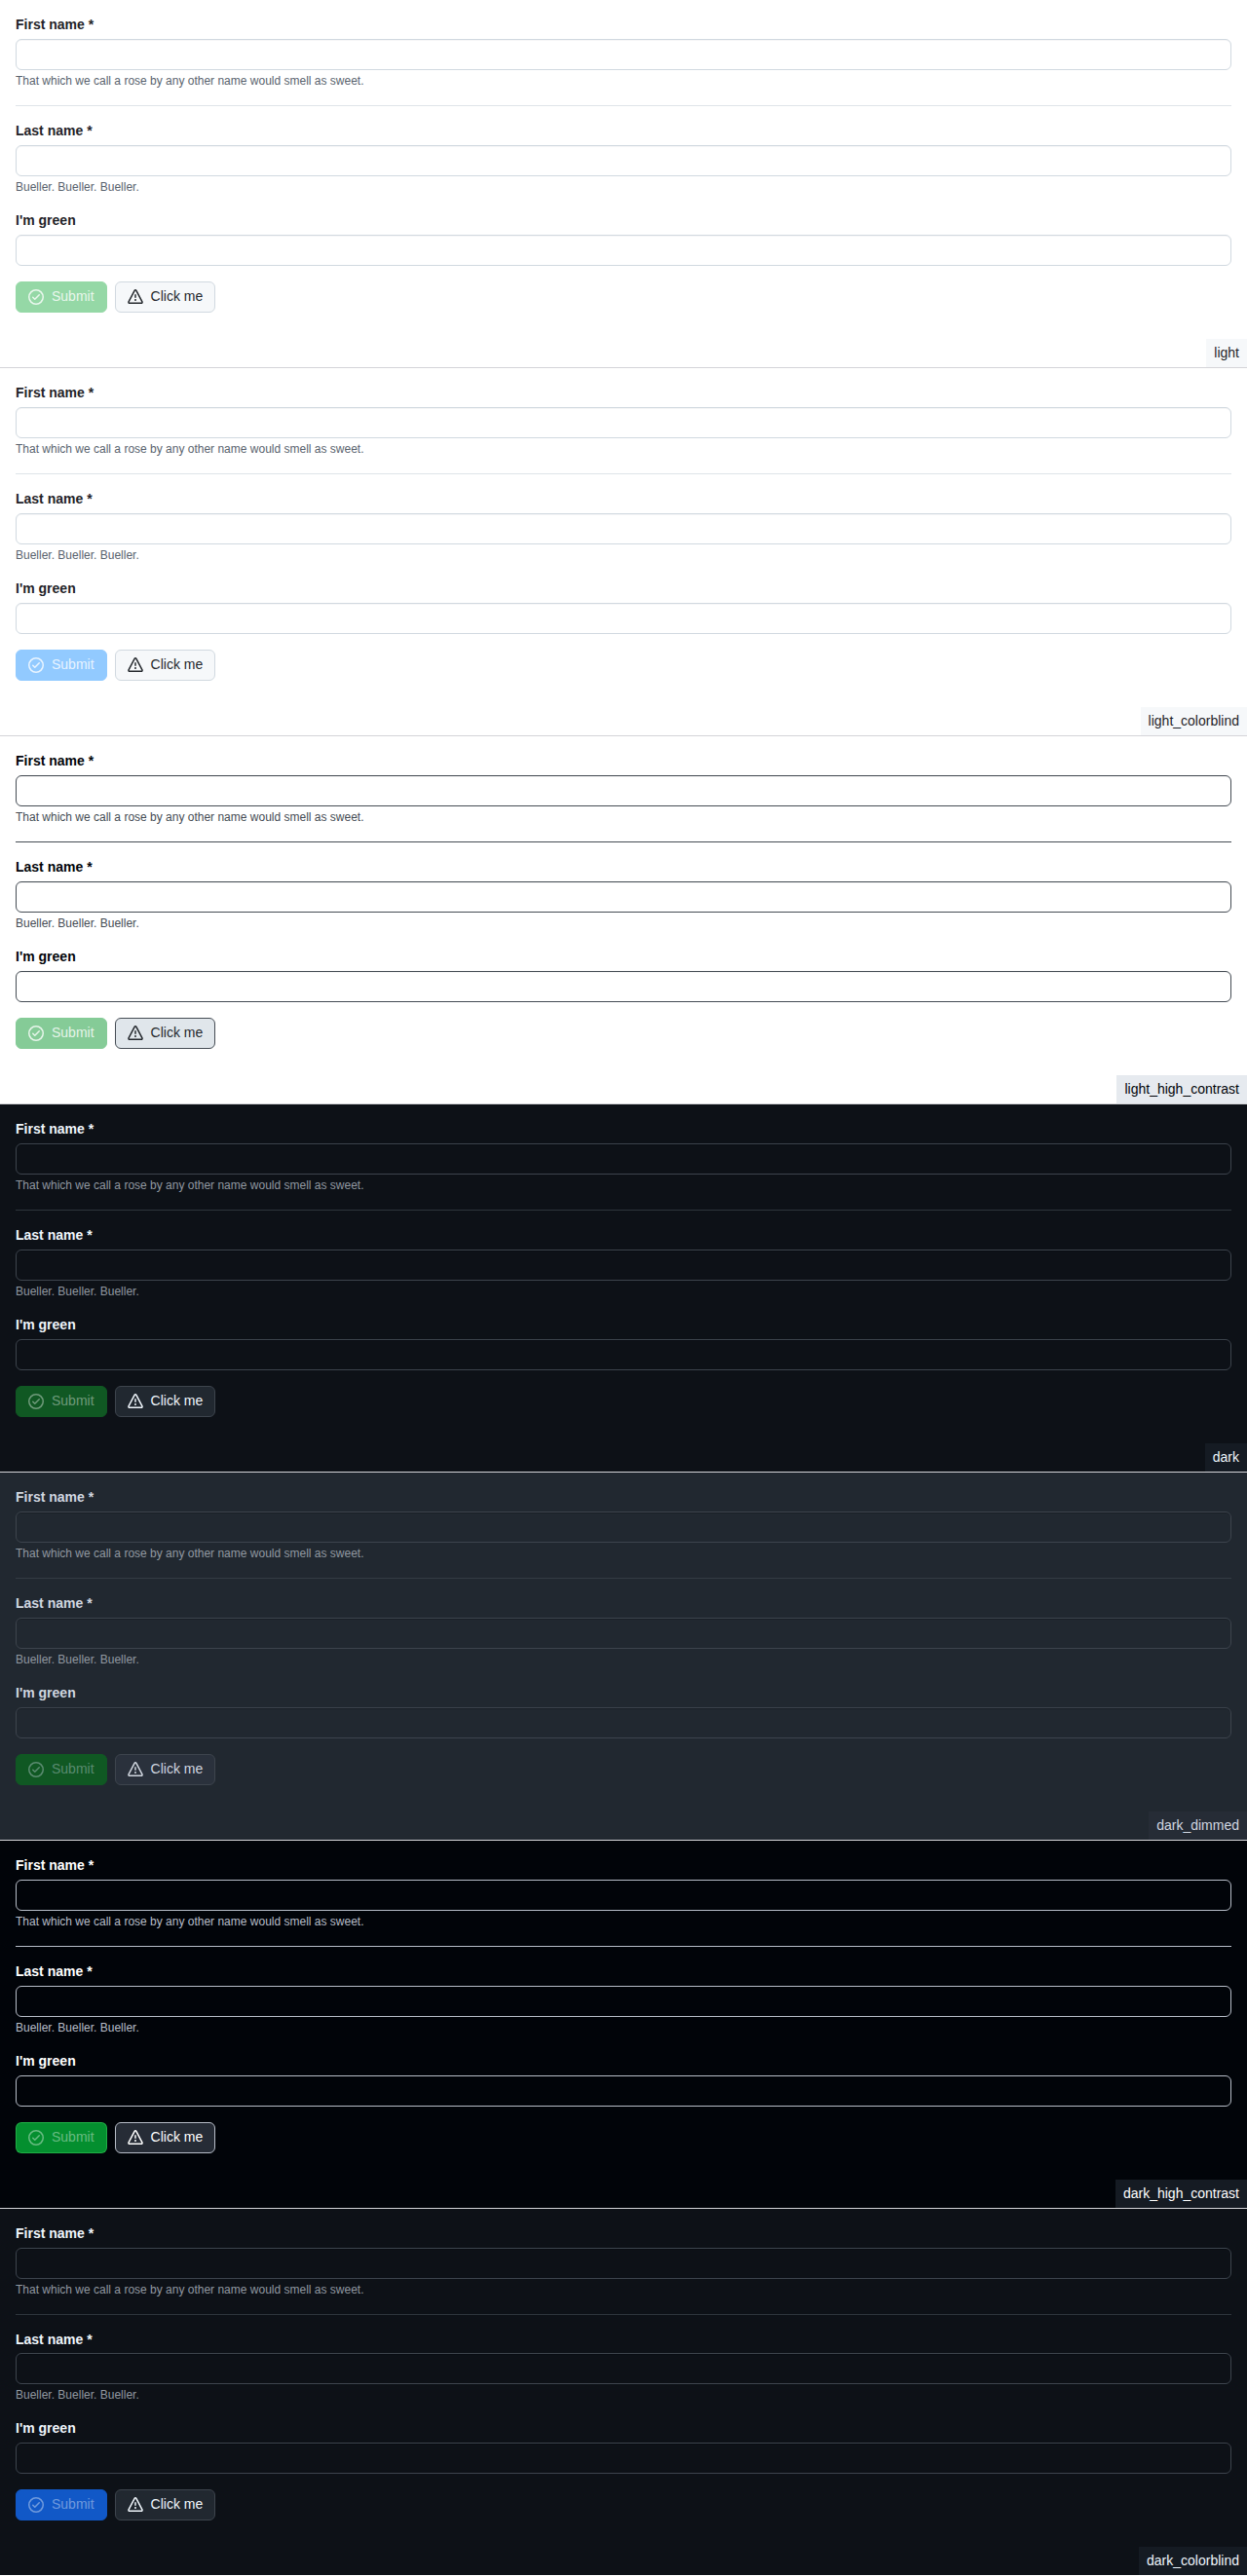 First name *
That which we call a rose by any other name would smell as sweet.
Last name *
Bueller. Bueller. Bueller.
I'm green
Submit Click me
light
First name *
That which we call a rose by any other name would smell as sweet.
Last name *
Bueller. Bueller. Bueller.
I'm green
Submit Click me
light_colorblind
First name *
That which we call a rose by any other name would smell as sweet.
Last name *
Bueller. Bueller. Bueller.
I'm green
Submit Click me
light_high_contrast
First name *
That which we call a rose by any other name would smell as sweet.
Last name *
Bueller. Bueller. Bueller.
I'm green
Submit Click me
dark
First name *
That which we call a rose by any other name would smell as sweet.
Last name *
Bueller. Bueller. Bueller.
I'm green
Submit Click me
dark_dimmed
First name *
That which we call a rose by any other name would smell as sweet.
Last name *
Bueller. Bueller. Bueller.
I'm green
Submit Click me
dark_high_contrast
First name *
That which we call a rose by any other name would smell as sweet.
Last name *
Bueller. Bueller. Bueller.
I'm green
Submit Click me
dark_colorblind